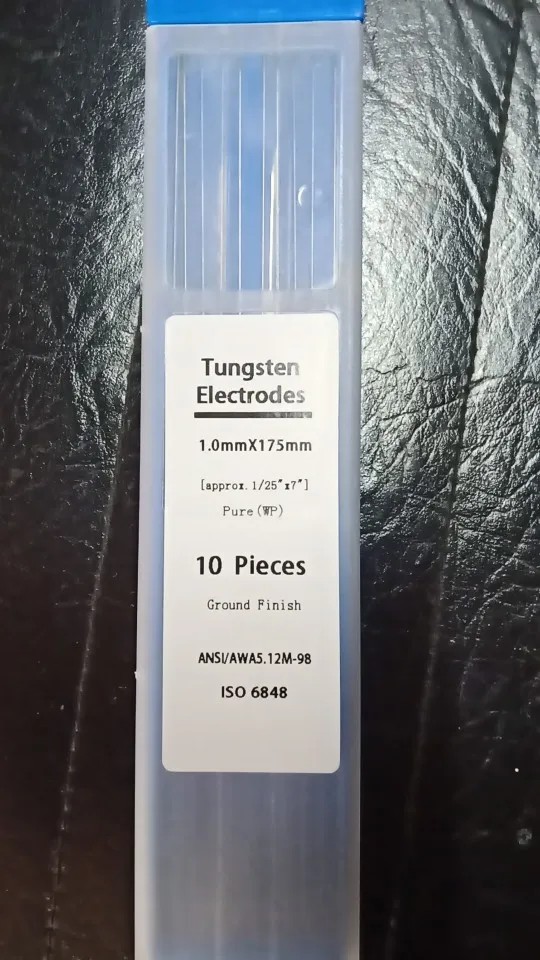 Tungsten
Electrodes
1.0mmX175mm
[approx. 1/25"x7"]
Pure(WP)
10 Pieces
Ground Finish
ANSI/AWA5.12M-98
ISO 6848